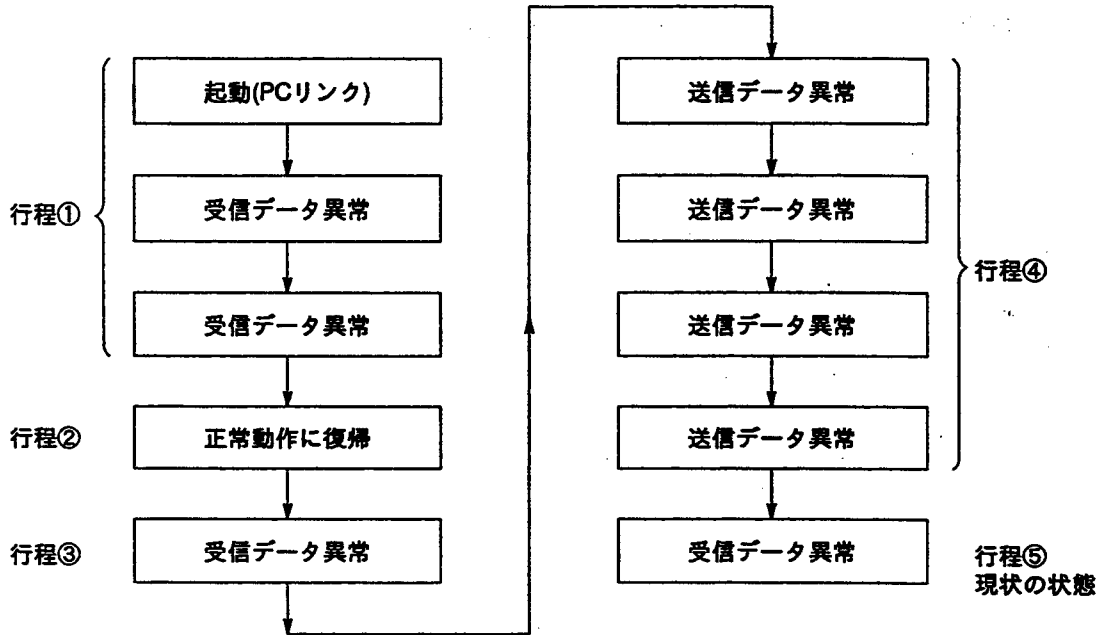 行程①
起動(PCリンク)
受信データ異常
受信データ異常
行程②
正常動作に復帰
行程③
受信データ異常
送信データ異常
送信データ異常
送信データ異常
送信データ異常
行程④
受信データ異常
行程⑤
現状の状態